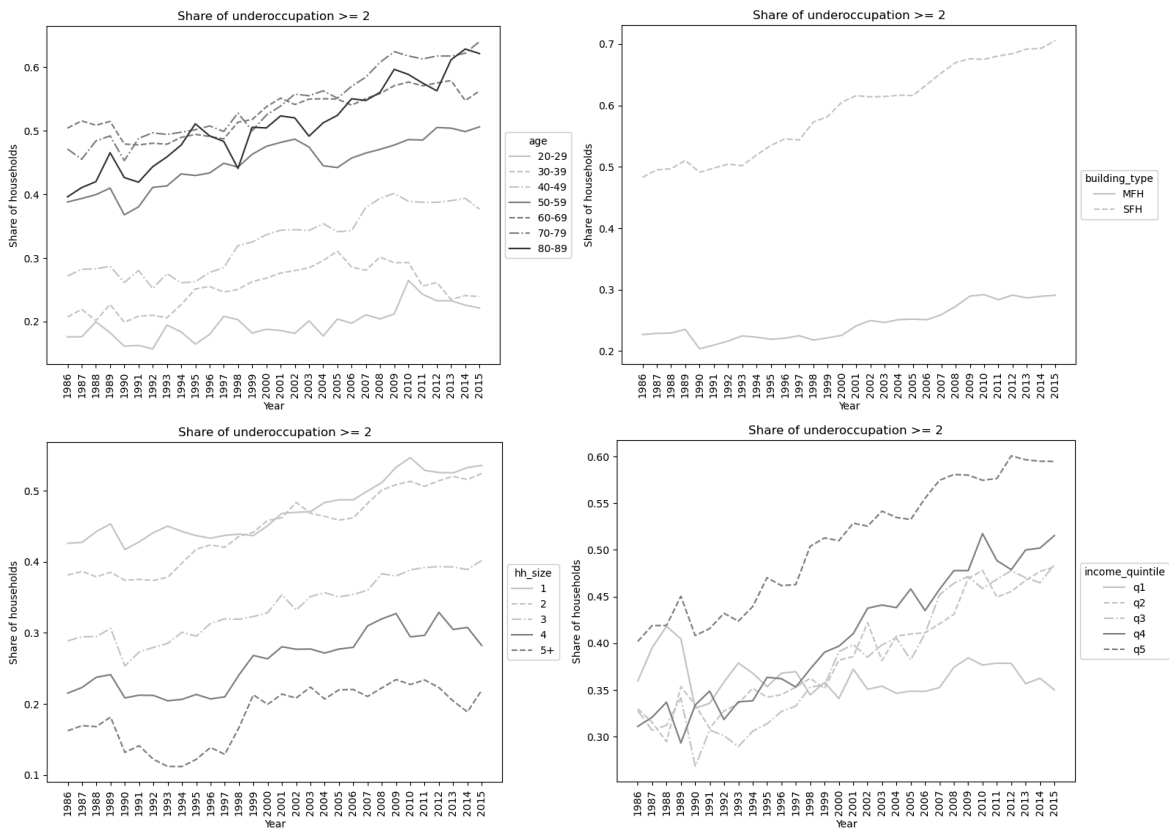 Share of underoccupation >= 2
Share of households
0.6
0.5
0.4
0.3
0.2
1986 1987 1988 1989 1990 1991 1992 1993 1994 1995 1996 1997 1998 1999 2000 2001 2002 2003 2004 2005 2006 2007 2008 2009 2010 2011 2012 2013 2014 2015
Year
age
20-29
30-39
40-49
50-59
60-69
70-79
80-89
Share of underoccupation >= 2
Share of households
0.7
0.6
0.5
0.4
0.3
0.2
1986 1987 1988 1989 1990 1991 1992 1993 1994 1995 1996 1997 1998 1999 2000 2001 2002 2003 2004 2005 2006 2007 2008 2009 2010 2011 2012 2013 2014 2015
Year
building_type
MFH
SFH
Share of underoccupation >= 2
Share of households
0.5
0.4
0.3
0.2
0.1
1986 1987 1988 1989 1990 1991 1992 1993 1994 1995 1996 1997 1998 1999 2000 2001 2002 2003 2004 2005 2006 2007 2008 2009 2010 2011 2012 2013 2014 2015
Year
hh_size
1
2
3
4
5+
Share of underoccupation >= 2
Share of households
0.60
0.55
0.50
0.45
0.40
0.35
0.30
1986 1987 1988 1989 1990 1991 1992 1993 1994 1995 1996 1997 1998 1999 2000 2001 2002 2003 2004 2005 2006 2007 2008 2009 2010 2011 2012 2013 2014 2015
Year
income_quintile
q1
q2
q3
q4
q5